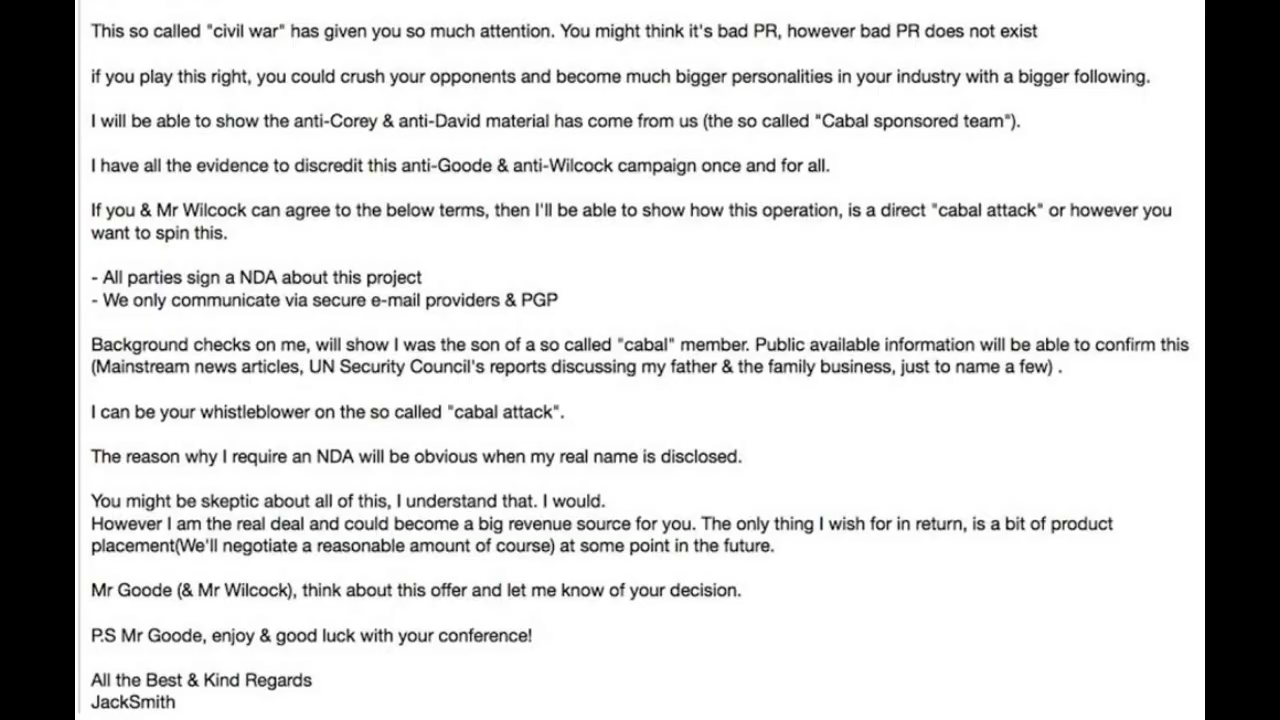 This so called "civil war" has given you so much attention. You might think it's bad PR, however bad PR does not exist
if you play this right, you could crush your opponents and become much bigger personalities in your industry with a bigger following.
I will be able to show the anti-Corey & anti-David material has come from us (the so called "Cabal sponsored team").
I have all the evidence to discredit this anti-Goode & anti-Wilcock campaign once and for all.
If you & Mr Wilcock can agree to the below terms, then I'll be able to show how this operation, is a direct "cabal attack" or however you
want to spin this.
- All parties sign a NDA about this project
- We only communicate via secure e-mail providers & PGP
Background checks on me, will show I was the son of a so called "cabal" member. Public available information will be able to confirm this
(Mainstream news articles, UN Security Council's reports discussing my father & the family business, just to name a few) .
I can be your whistleblower on the so called "cabal attack".
The reason why I require an NDA will be obvious when my real name is disclosed.
You might be skeptic about all of this, I understand that. I would.
However I am the real deal and could become a big revenue source for you. The only thing I wish for in return, is a bit of product
placement(We'll negotiate a reasonable amount of course) at some point in the future.
Mr Goode (& Mr Wilcock), think about this offer and let me know of your decision.
P.S Mr Goode, enjoy & good luck with your conference!
All the Best & Kind Regards
JackSmith